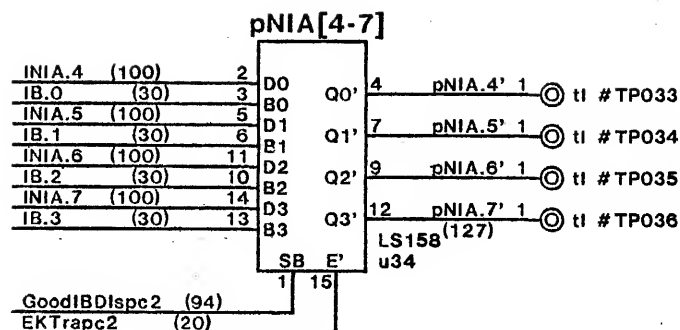 pNIA[4-7]
INIA.4 (100) 2 D0
IB.0 (30) 3 B0
INIA.5 (100) 5 D1
IB.1 (30) 6 B1
INIA.6 (100) 11 D2
IB.2 (30) 10 B2
INIA.7 (100) 14 D3
IB.3 (30) 13 B3
Q0' 4 pNIA.4' 1 tl #TP033
Q1' 7 pNIA.5' 1 tl #TP034
Q2' 9 pNIA.6' 1 tl #TP035
Q3' 12 pNIA.7' 1 tl #TP036
(127)
LS158
u34
SB E'
1 15
GoodIBDIspc2 (94)
EKTrapc2 (20)